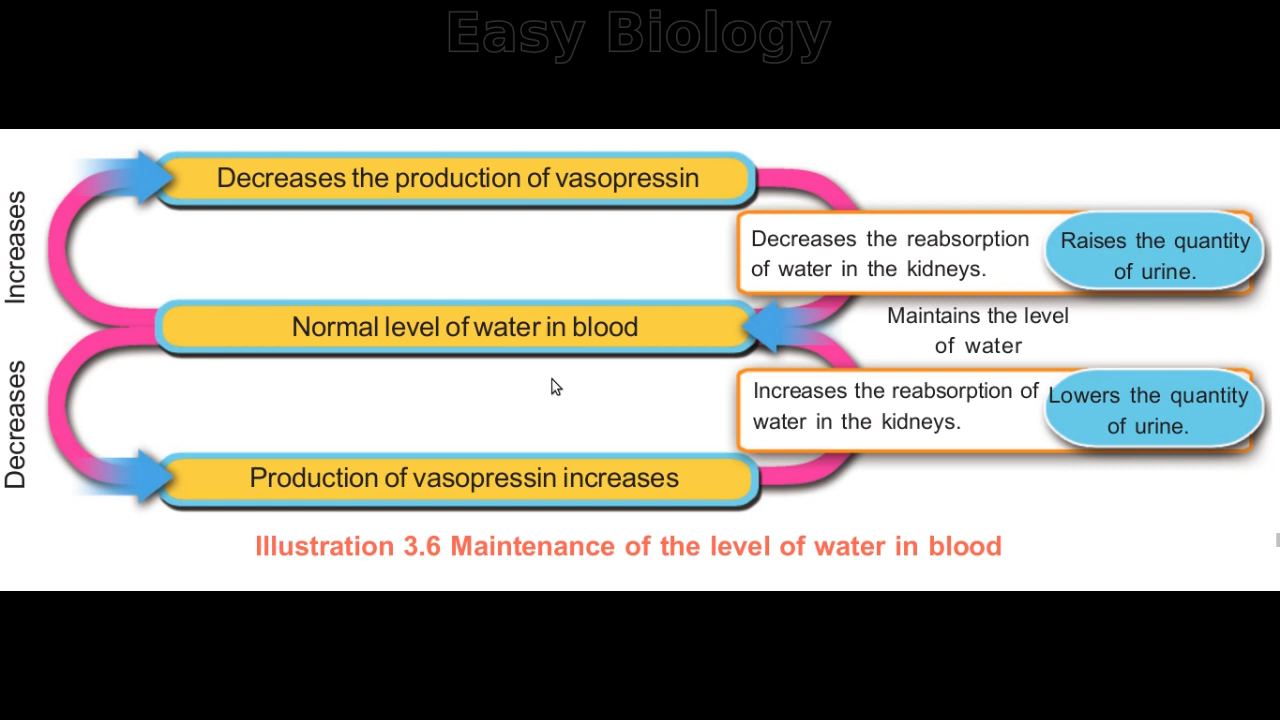 Easy Biology
Increases
Decreases the production of vasopressin
Decreases the reabsorption
of water in the kidneys.
Raises the quantity
of urine.
Normal level of water in blood
Maintains the level
of water
Decreases
Increases the reabsorption of
water in the kidneys.
Lowers the quantity
of urine.
Production of vasopressin increases
Illustration 3.6 Maintenance of the level of water in blood